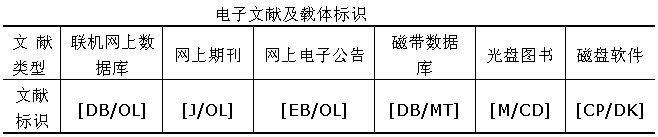 电子文献及载体标识
文 献 联机网上数 网上期刊 网上电子公告 磁带数据 光盘图书 磁盘软件
类型 据库 库
文献 [DB/OL] [J/OL] [EB/OL] [DB/MT] [M/CD] [CP/DK]
标识